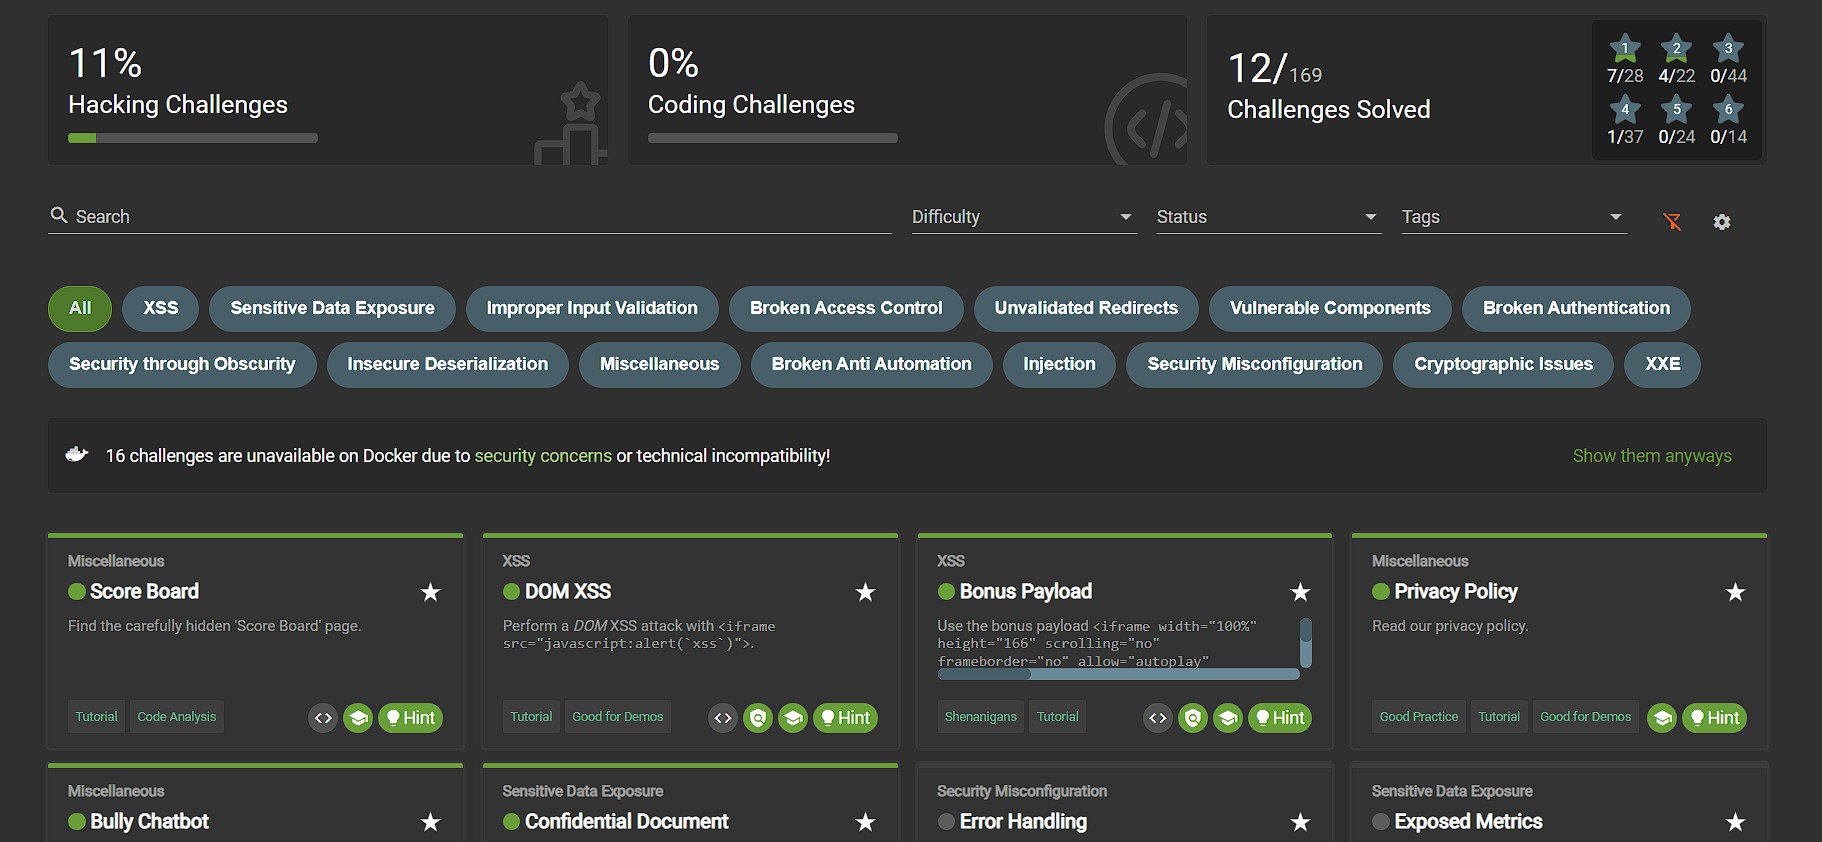 11%
Hacking Challenges
0%
Coding Challenges
12/169
Challenges Solved
1 2 3
7/28 4/22 0/44
4 5 6
1/37 0/24 0/14
Search
Difficulty
Status
Tags
All XSS Sensitive Data Exposure Improper Input Validation Broken Access Control Unvalidated Redirects Vulnerable Components Broken Authentication
Security through Obscurity Insecure Deserialization Miscellaneous Broken Anti Automation Injection Security Misconfiguration Cryptographic Issues XXE
16 challenges are unavailable on Docker due to security concerns or technical incompatibility!
Show them anyways
Miscellaneous
Score Board
Find the carefully hidden 'Score Board' page.
Tutorial Code Analysis <> Hint
XSS
DOM XSS
Perform a DOM XSS attack with <iframe
src="javascript:alert(`xss`)">.
Tutorial Good for Demos <> Hint
XSS
Bonus Payload
Use the bonus payload <iframe width="100%"
height="166" scrolling="no"
frameborder="no" allow="autoplay"
Shenanigans Tutorial <> Hint
Miscellaneous
Privacy Policy
Read our privacy policy.
Good Practice Tutorial Good for Demos Hint
Miscellaneous
Bully Chatbot
Sensitive Data Exposure
Confidential Document
Security Misconfiguration
Error Handling
Sensitive Data Exposure
Exposed Metrics